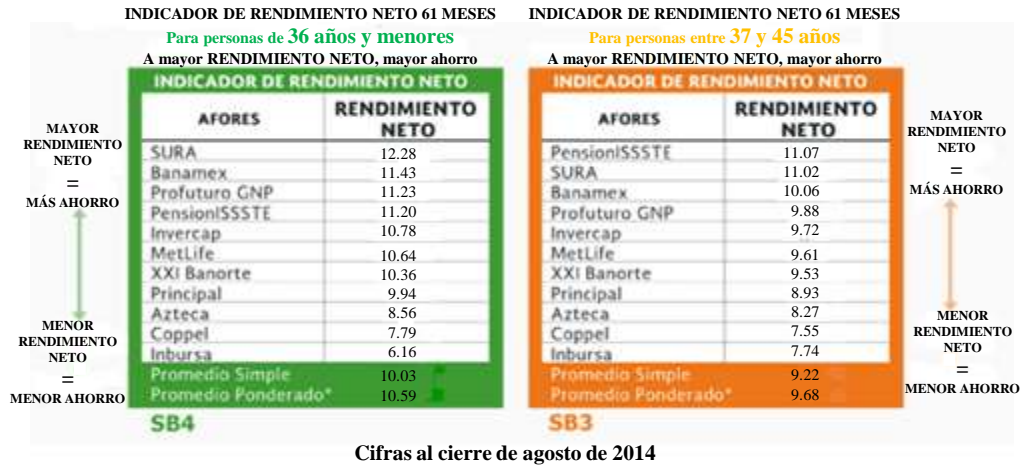 INDICADOR DE RENDIMIENTO NETO 61 MESES
Para personas de 36 años y menores
A mayor RENDIMIENTO NETO, mayor ahorro
INDICADOR DE RENDIMIENTO NETO
AFORES RENDIMIENTO NETO
SURA 12.28
Banamex 11.43
Profuturo GNP 11.23
PensionISSSTE 11.20
Invercap 10.78
MetLife 10.64
XXI Banorte 10.36
Principal 9.94
Azteca 8.56
Coppel 7.79
Inbursa 6.16
Promedio Simple 10.03
Promedio Ponderado* 10.59
SB4
MAYOR
RENDIMIENTO
NETO
=
MÁS AHORRO
MENOR
RENDIMIENTO
NETO
=
MENOR AHORRO
INDICADOR DE RENDIMIENTO NETO 61 MESES
Para personas entre 37 y 45 años
A mayor RENDIMIENTO NETO, mayor ahorro
INDICADOR DE RENDIMIENTO NETO
AFORES RENDIMIENTO NETO
PensionISSSTE 11.07
SURA 11.02
Banamex 10.06
Profuturo GNP 9.88
Invercap 9.72
MetLife 9.61
XXI Banorte 9.53
Principal 8.93
Azteca 8.27
Coppel 7.55
Inbursa 7.74
Promedio Simple 9.22
Promedio Ponderado* 9.68
SB3
MAYOR
RENDIMIENTO
NETO
=
MÁS AHORRO
MENOR
RENDIMIENTO
NETO
=
MENOR AHORRO
Cifras al cierre de agosto de 2014